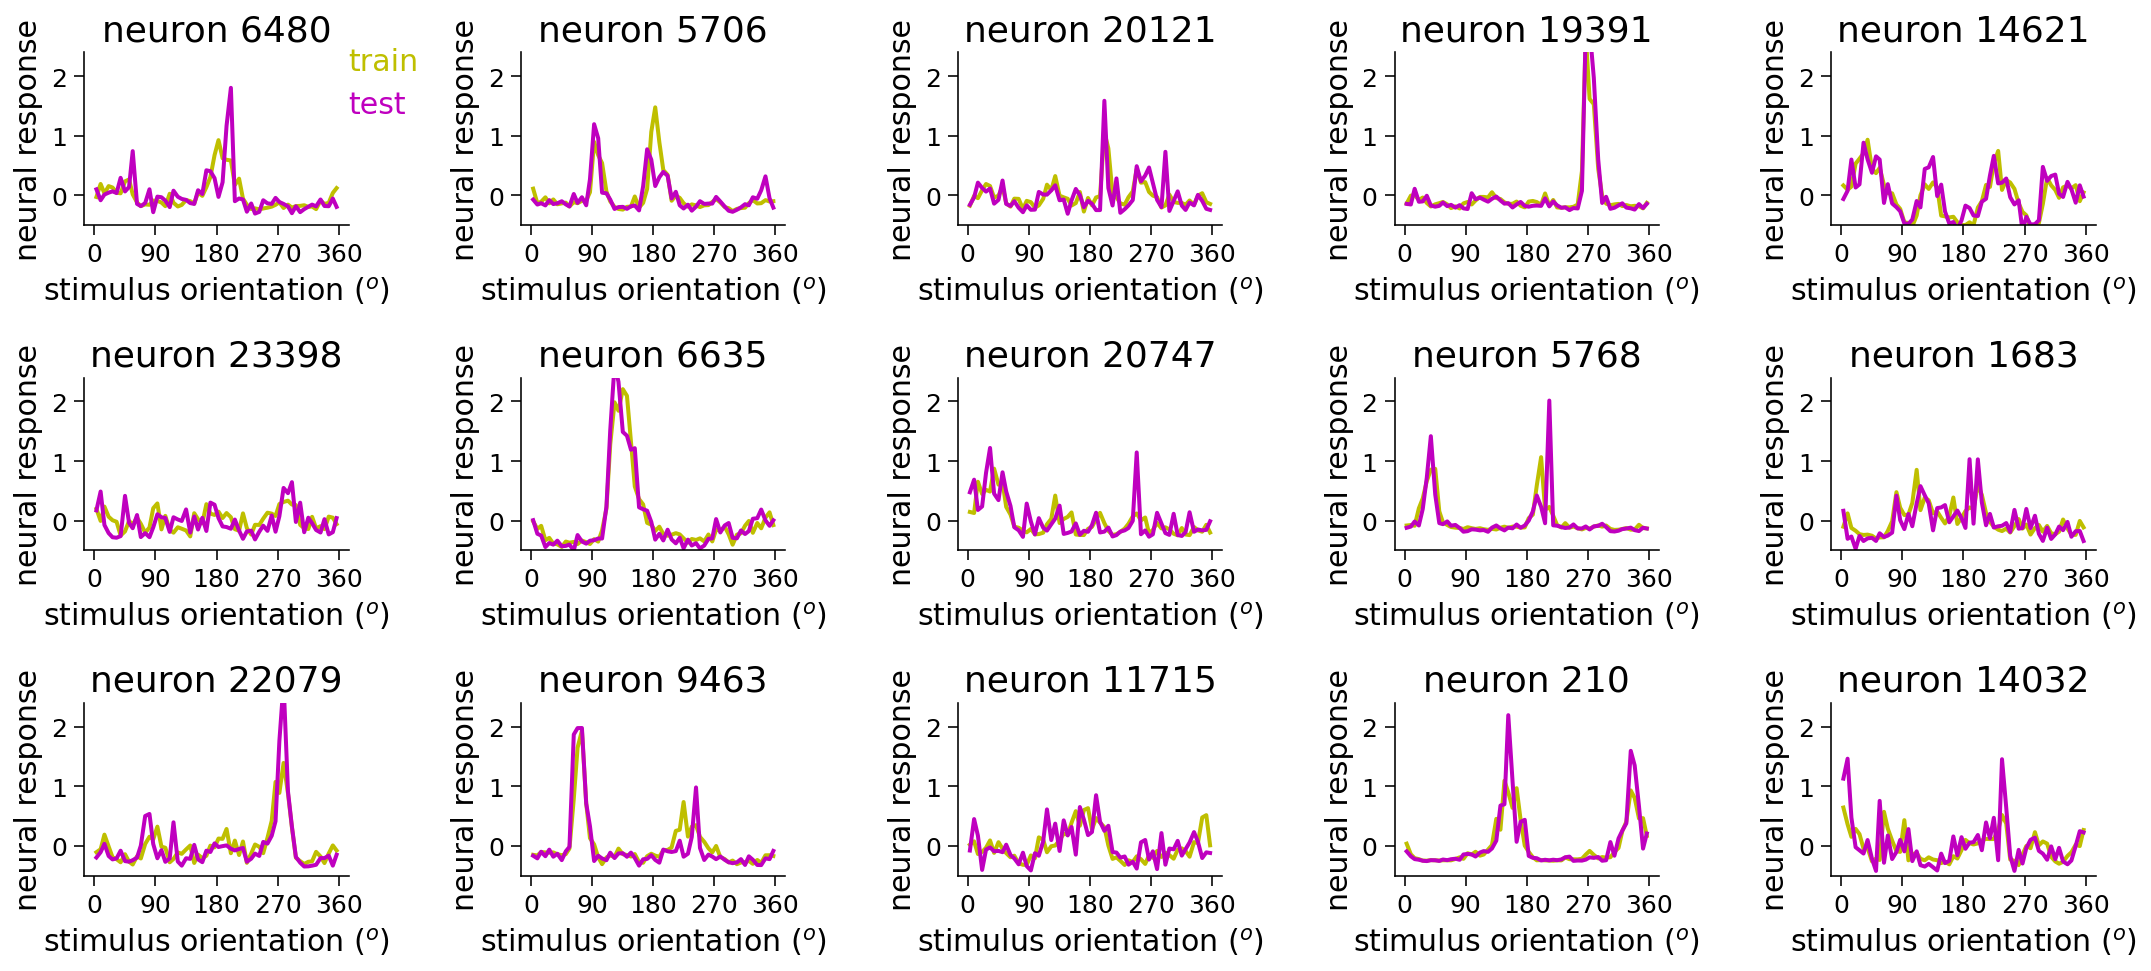 neuron 6480
train
test
neural response
2
1
0
0 90 180 270 360
stimulus orientation (o)
neuron 5706
neural response
2
1
0
0 90 180 270 360
stimulus orientation (o)
neuron 20121
neural response
2
1
0
0 90 180 270 360
stimulus orientation (o)
neuron 19391
neural response
2
1
0
0 90 180 270 360
stimulus orientation (o)
neuron 14621
neural response
2
1
0
0 90 180 270 360
stimulus orientation (o)
neuron 23398
neural response
2
1
0
0 90 180 270 360
stimulus orientation (o)
neuron 6635
neural response
2
1
0
0 90 180 270 360
stimulus orientation (o)
neuron 20747
neural response
2
1
0
0 90 180 270 360
stimulus orientation (o)
neuron 5768
neural response
2
1
0
0 90 180 270 360
stimulus orientation (o)
neuron 1683
neural response
2
1
0
0 90 180 270 360
stimulus orientation (o)
neuron 22079
neural response
2
1
0
0 90 180 270 360
stimulus orientation (o)
neuron 9463
neural response
2
1
0
0 90 180 270 360
stimulus orientation (o)
neuron 11715
neural response
2
1
0
0 90 180 270 360
stimulus orientation (o)
neuron 210
neural response
2
1
0
0 90 180 270 360
stimulus orientation (o)
neuron 14032
neural response
2
1
0
0 90 180 270 360
stimulus orientation (o)